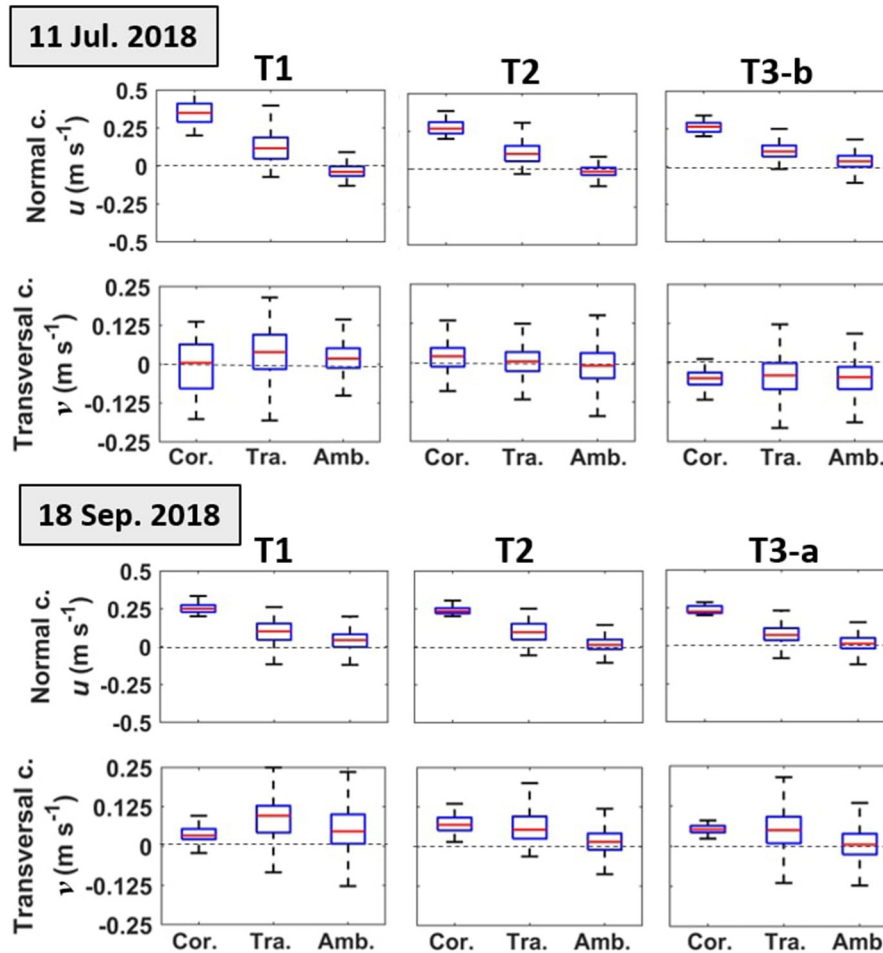 11 Jul. 2018
T1 T2 T3-b
Normal c.
u (m s⁻¹)
0.5
0.25
0
-0.25
-0.5
Transversal c.
v (m s⁻¹)
0.25
0.125
0
-0.125
-0.25
Cor. Tra. Amb. Cor. Tra. Amb. Cor. Tra. Amb.
18 Sep. 2018
T1 T2 T3-a
Normal c.
u (m s⁻¹)
0.5
0.25
0
-0.25
-0.5
Transversal c.
v (m s⁻¹)
0.25
0.125
0
-0.125
-0.25
Cor. Tra. Amb. Cor. Tra. Amb. Cor. Tra. Amb.